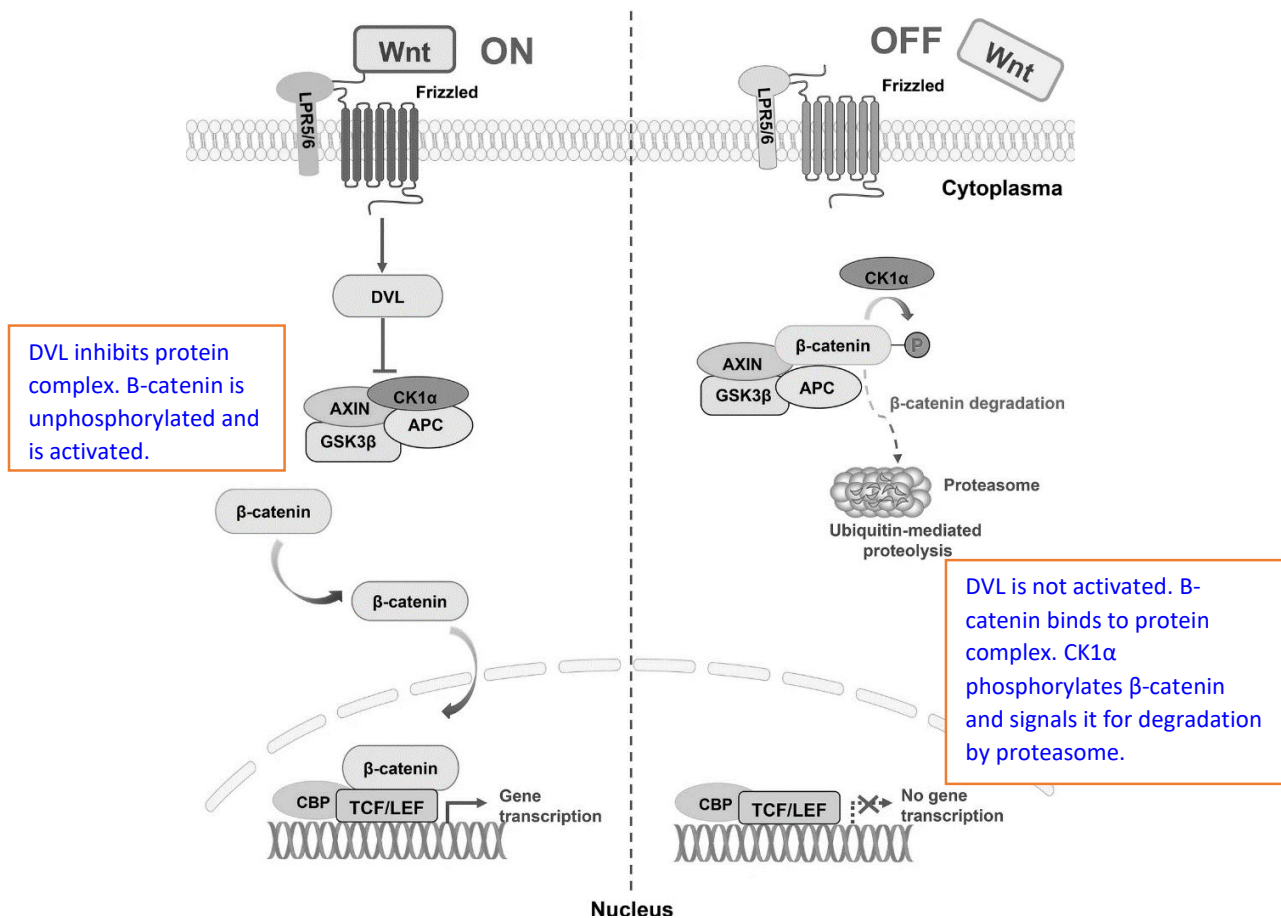 Wnt
ON
LPR5/6
Frizzled
DVL
DVL inhibits protein
complex. B-catenin is
unphosphorylated and
is activated.
AXIN
CK1α
GSK3β
APC
β-catenin
β-catenin
β-catenin
CBP
TCF/LEF
Gene
transcription
OFF
Wnt
LPR5/6
Frizzled
Cytoplasma
CK1α
β-catenin
P
AXIN
GSK3β
APC
β-catenin degradation
Proteasome
Ubiquitin-mediated
proteolysis
DVL is not activated. B-
catenin binds to protein
complex. CK1α
phosphorylates β-catenin
and signals it for degradation
by proteasome.
CBP
TCF/LEF
No gene
transcription
Nucleus